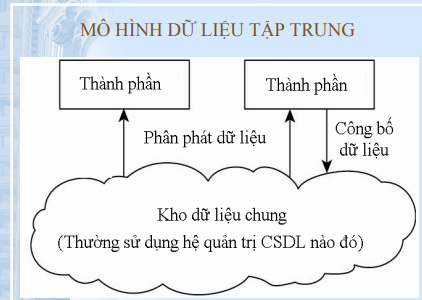 MÔ HÌNH DỮ LIỆU TẬP TRUNG
Thành phần
Thành phần
Phân phát dữ liệu
Công bố
dữ liệu
Kho dữ liệu chung
(Thường sử dụng hệ quản trị CSDL nào đó)